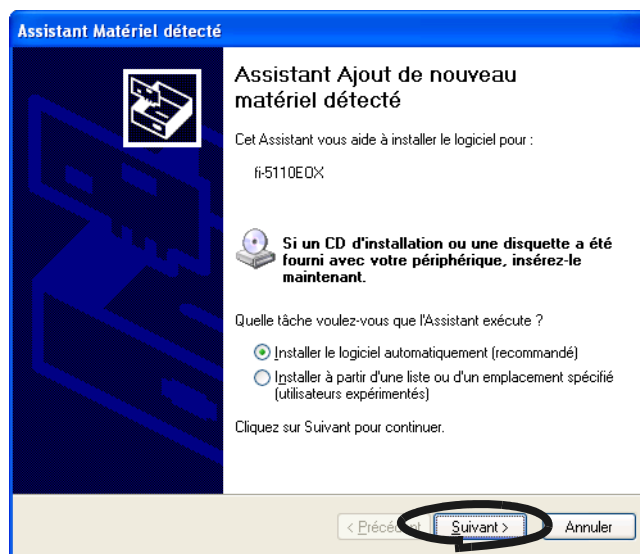 Assistant Matériel détecté
Assistant Ajout de nouveau
matériel détecté
Cet Assistant vous aide à installer le logiciel pour :
fi-5110EOX
Si un CD d'installation ou une disquette a été
fourni avec votre périphérique, insérez-le
maintenant.
Quelle tâche voulez-vous que l'Assistant exécute ?
Installer le logiciel automatiquement (recommandé)
Installer à partir d'une liste ou d'un emplacement spécifié
(utilisateurs expérimentés)
Cliquez sur Suivant pour continuer.
< Précédent Suivant > Annuler